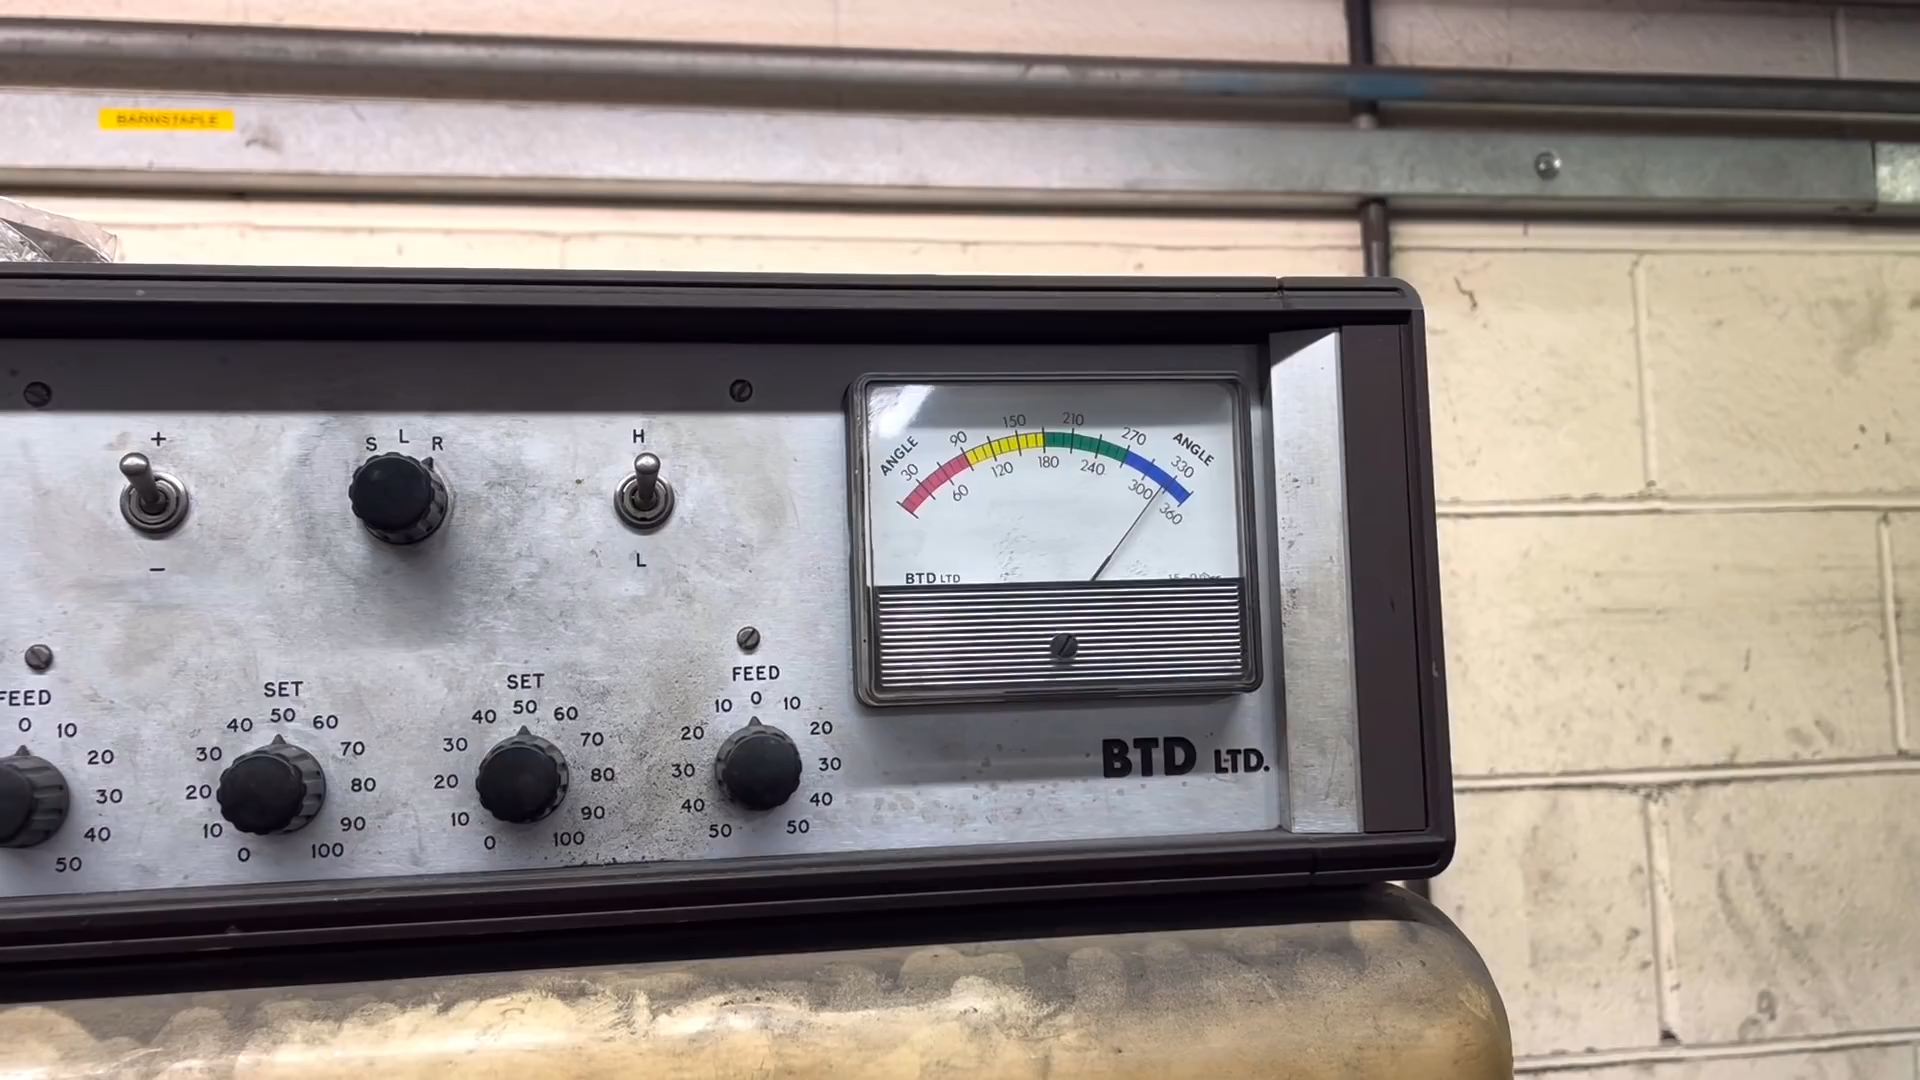 BARNSTAPLE
+
−
S L R
H
L
ANGLE 30 60 90 120 150 180 210 240 270 300 330 360 ANGLE
BTD LTD
FEED
0 10 20 30 40 50
SET
0 10 20 30 40 50 60 70 80 90 100
SET
0 10 20 30 40 50 60 70 80 90 100
FEED
50 40 30 20 10 0 10 20 30 40 50
BTD LTD.